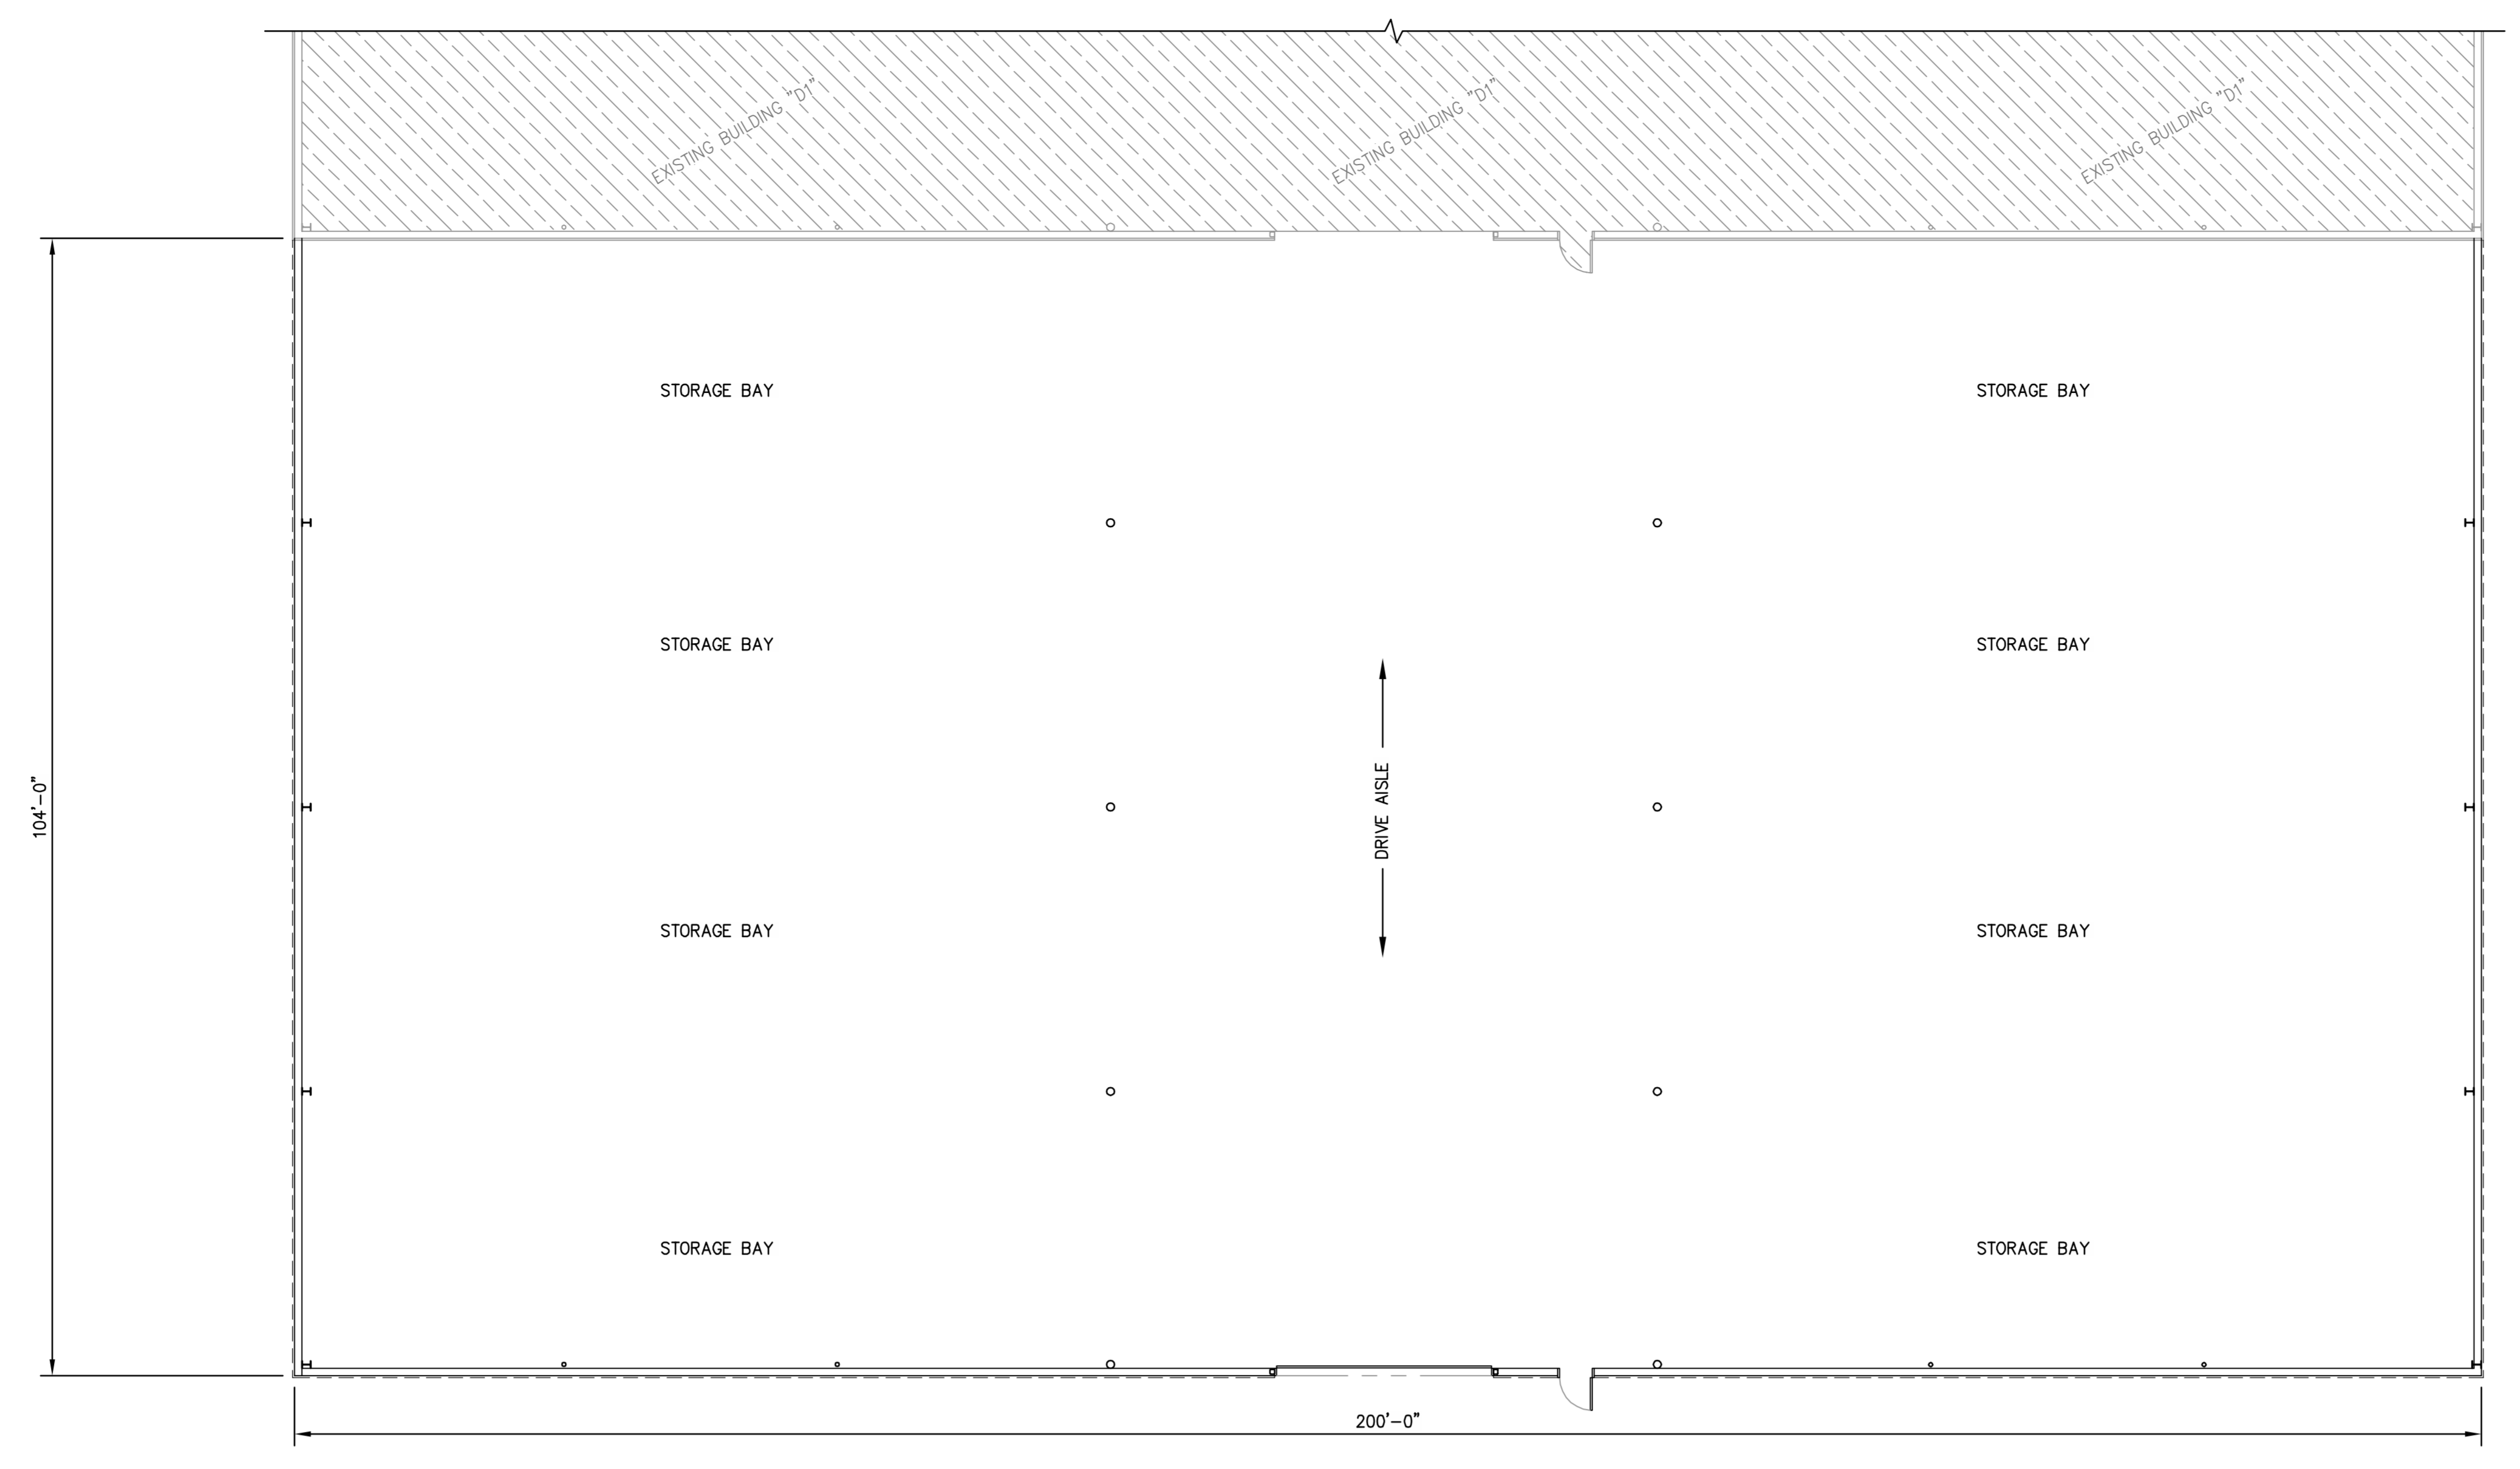 EXISTING BUILDING "D1"
EXISTING BUILDING "D1"
EXISTING BUILDING "D1"
STORAGE BAY
STORAGE BAY
STORAGE BAY
STORAGE BAY
104'-0"
DRIVE AISLE
STORAGE BAY
STORAGE BAY
STORAGE BAY
STORAGE BAY
200'-0"